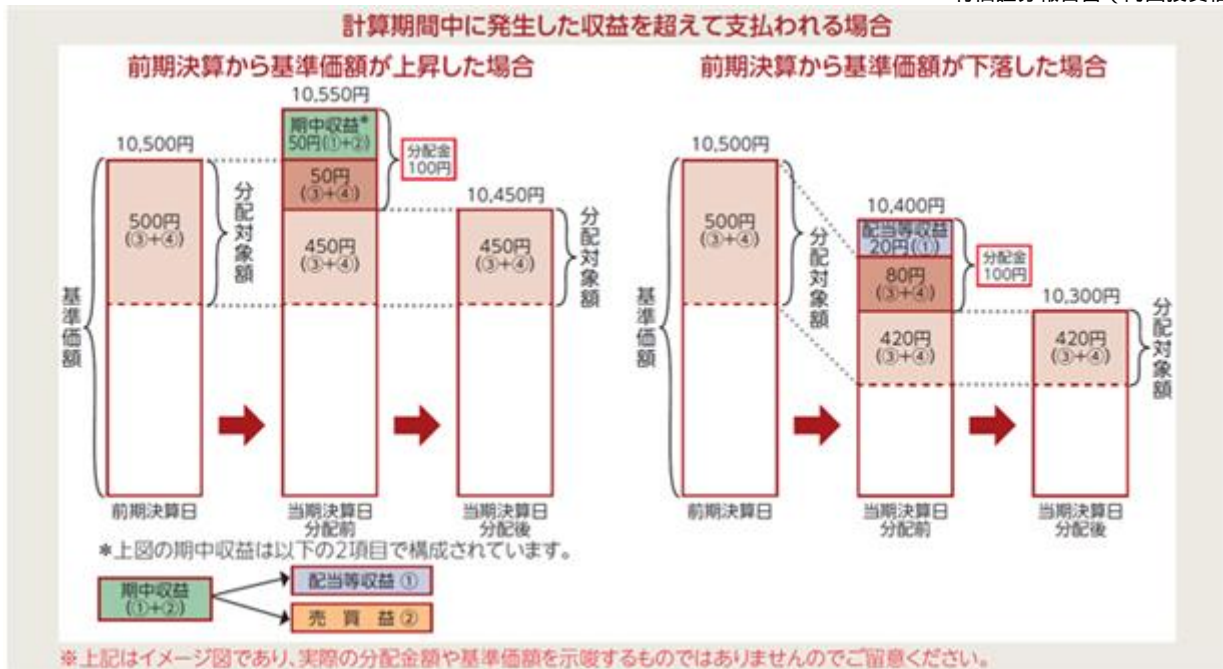 計算期間中に発生した収益を超えて支払われる場合
前期決算から基準価額が上昇した場合
10,550円
10,500円
期中収益*
50円(①+②)
分配金
100円
50円
(③+④)
10,450円
500円
(③+④)
分配対象額
450円
(③+④)
450円
(③+④)
分配対象額
基準価額
前期決算日
当期決算日
分配前
当期決算日
分配後
*上図の期中収益は以下の2項目で構成されています。
期中収益
(①+②)
配当等収益 ①
売 買 益 ②
前期決算から基準価額が下落した場合
10,500円
10,400円
配当等収益
20円(①)
分配金
100円
500円
(③+④)
分配対象額
80円
(③+④)
10,300円
420円
(③+④)
420円
(③+④)
分配対象額
基準価額
前期決算日
当期決算日
分配前
当期決算日
分配後
※上記はイメージ図であり、実際の分配金額や基準価額を示唆するものではありませんのでご留意ください。